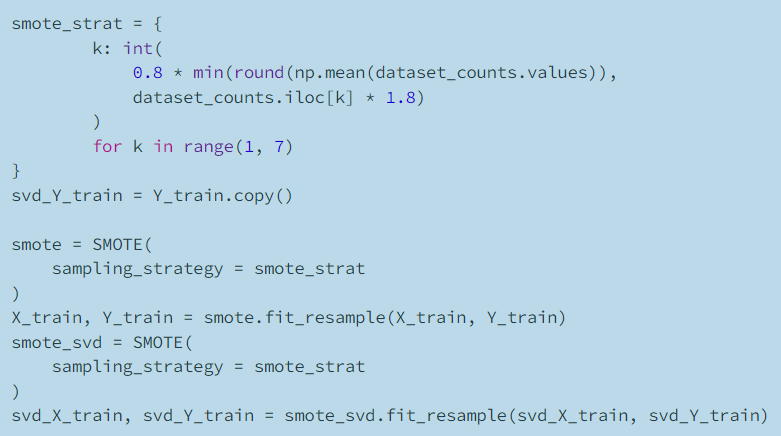 smote_strat = {
        k: int(
            0.8 * min(round(np.mean(dataset_counts.values)),
            dataset_counts.iloc[k] * 1.8)
        )
        for k in range(1, 7)
}
svd_Y_train = Y_train.copy()

smote = SMOTE(
    sampling_strategy = smote_strat
)
X_train, Y_train = smote.fit_resample(X_train, Y_train)
smote_svd = SMOTE(
    sampling_strategy = smote_strat
)
svd_X_train, svd_Y_train = smote_svd.fit_resample(svd_X_train, svd_Y_train)